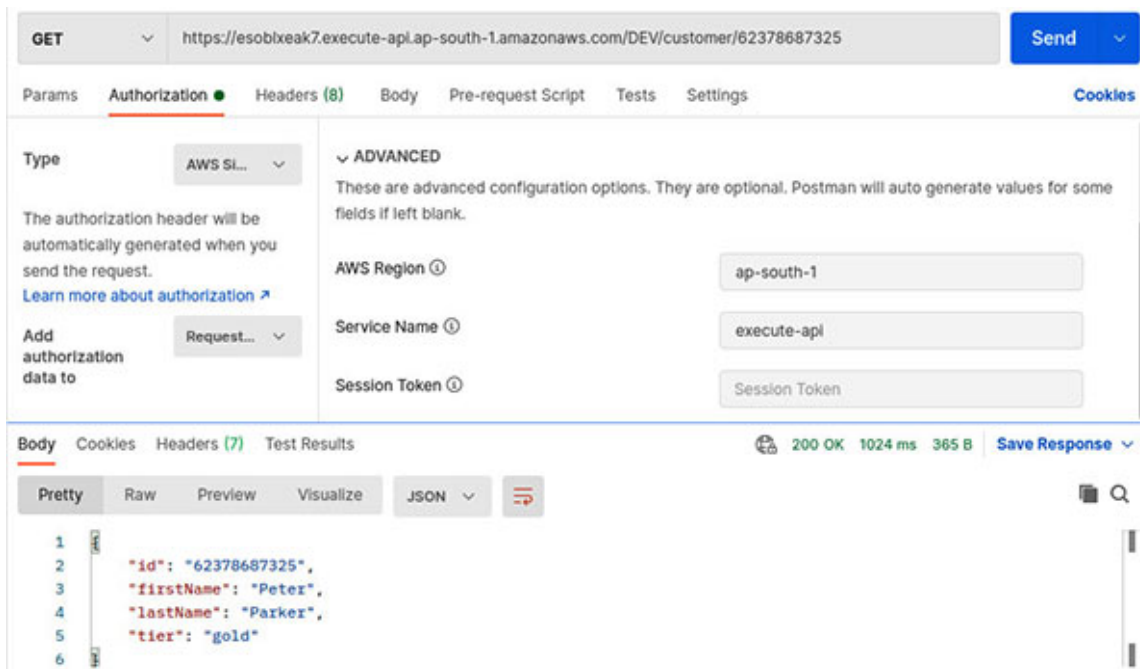 GET https://esoblxeak7.execute-api.ap-south-1.amazonaws.com/DEV/customer/62378687325 Send
Params Authorization Headers (8) Body Pre-request Script Tests Settings Cookies
Type AWS Si...
The authorization header will be
automatically generated when you
send the request.
Learn more about authorization ↗
Add
authorization
data to
Request...
ADVANCED
These are advanced configuration options. They are optional. Postman will auto generate values for some
fields if left blank.
AWS Region ap-south-1
Service Name execute-api
Session Token Session Token
Body Cookies Headers (7) Test Results 200 OK 1024 ms 365 B Save Response
Pretty Raw Preview Visualize JSON
1 {
2 "id": "62378687325",
3 "firstName": "Peter",
4 "lastName": "Parker",
5 "tier": "gold"
6 }